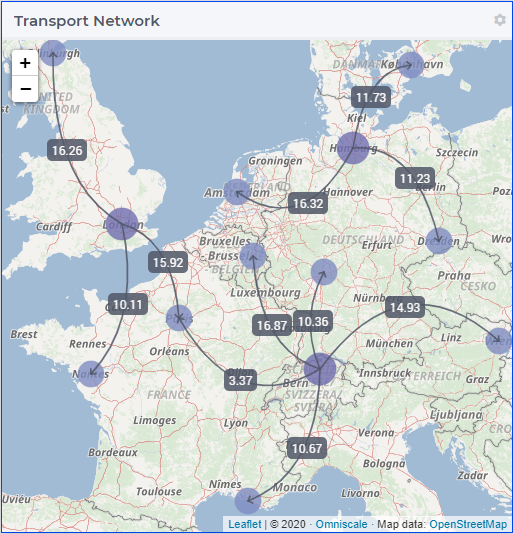 Transport Network
+
−
København
DANMARK
11.73
UNITED
KINGDOM
Kiel
16.26
Hamburg
Szczecin
Groningen
Amsterdam
NEDERLAND
Hannover
11.23
Berlin
16.32
Cardiff
London
Bruxelles
- Brussel
BELGIË
DEUTSCHLAND
Erfurt
Dresden
15.92
Praha
ČESKO
Luxembourg
Nürnberg
10.11
14.93
Paris
16.87
10.36
Brest
Rennes
Orléans
München
Linz
Wien
Nantes
3.37
Bern
Innsbruck
ÖSTERREICH
Graz
FRANCE
SVIZZERA/
SVIZRA
Ljubljana
Limoges
Lyon
Verona
10.67
Bordeaux
Bologna
Zadar
Toulouse
Nîmes
Monaco
Livorno
Leaflet | © 2020 · Omniscale · Map data: OpenStreetMap